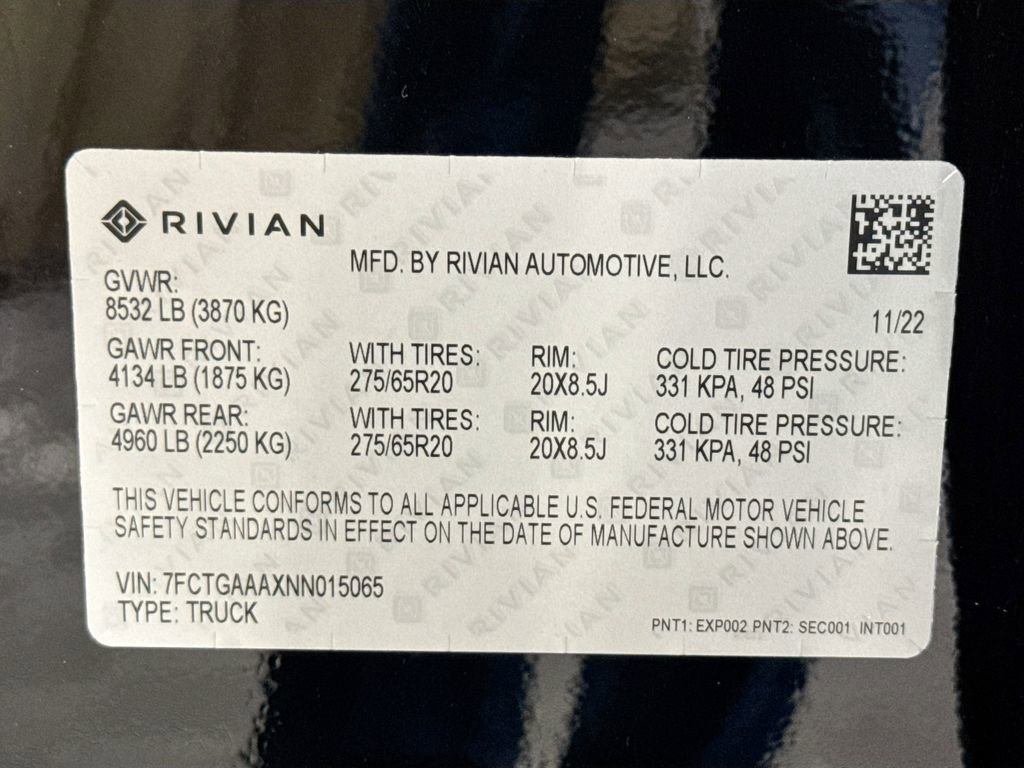 RIVIAN
MFD. BY RIVIAN AUTOMOTIVE, LLC.
GVWR:
8532 LB (3870 KG)
11/22
GAWR FRONT: WITH TIRES: RIM: COLD TIRE PRESSURE:
4134 LB (1875 KG) 275/65R20 20X8.5J 331 KPA, 48 PSI
GAWR REAR: WITH TIRES: RIM: COLD TIRE PRESSURE:
4960 LB (2250 KG) 275/65R20 20X8.5J 331 KPA, 48 PSI
THIS VEHICLE CONFORMS TO ALL APPLICABLE U.S. FEDERAL MOTOR VEHICLE
SAFETY STANDARDS IN EFFECT ON THE DATE OF MANUFACTURE SHOWN ABOVE.
VIN: 7FCTGAAAXNN015065
TYPE: TRUCK
PNT1: EXP002 PNT2: SEC001 INT001